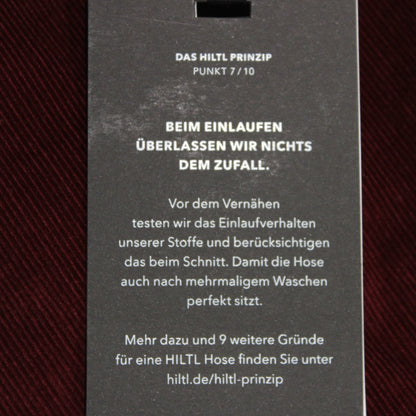 DAS HILTL PRINZIP
PUNKT 7 / 10
BEIM EINLAUFEN
ÜBERLASSEN WIR NICHTS
DEM ZUFALL.
Vor dem Vernähen
testen wir das Einlaufverhalten
unserer Stoffe und berücksichtigen
das beim Schnitt. Damit die Hose
auch nach mehrmaligem Waschen
perfekt sitzt.
Mehr dazu und 9 weitere Gründe
für eine HILTL Hose finden Sie unter
hiltl.de/hiltl-prinzip